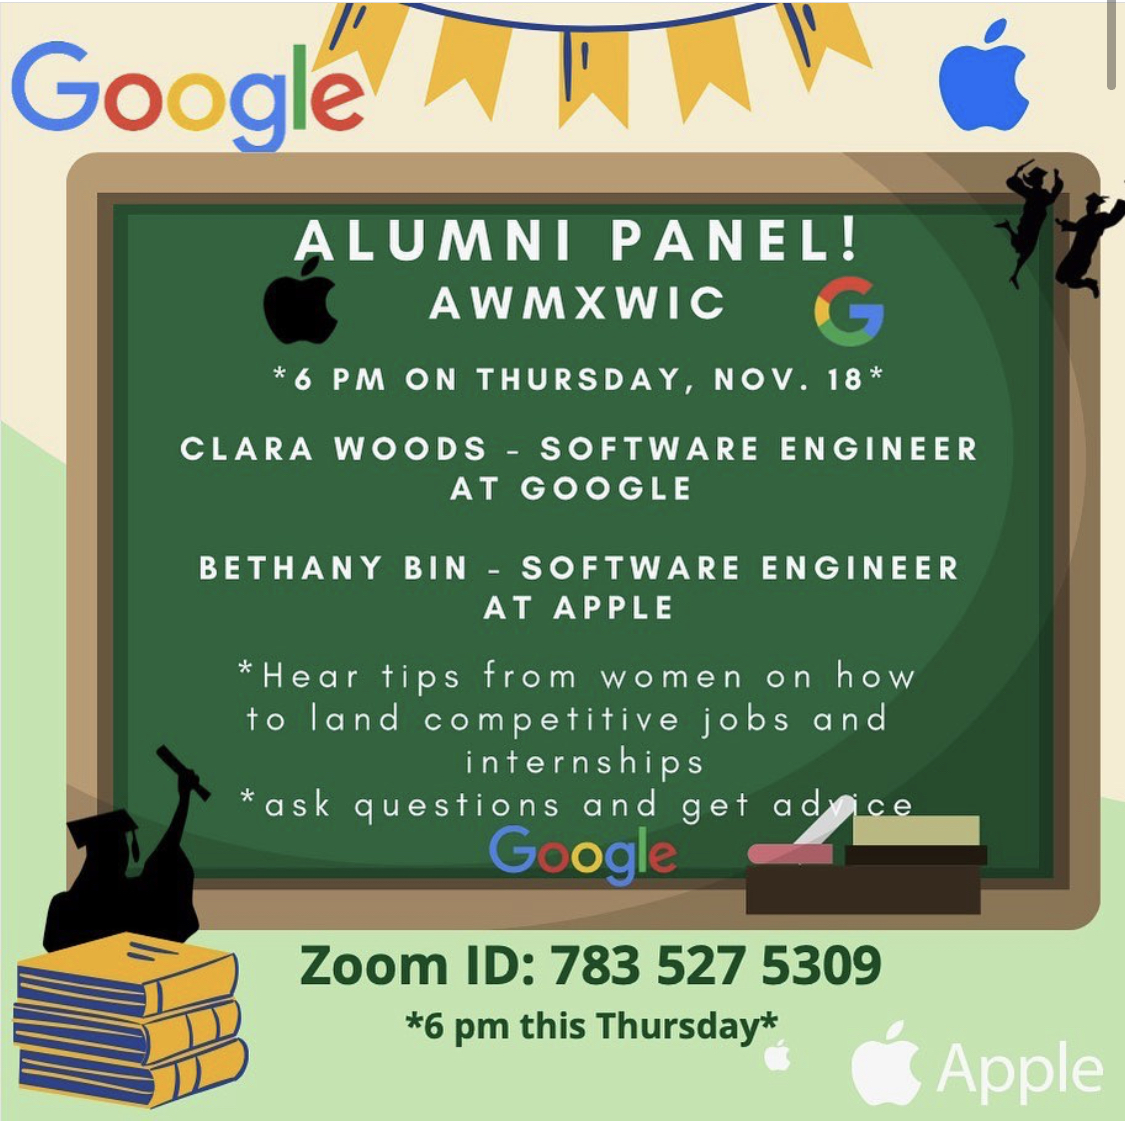 Google
ALUMNI PANEL!
AWMXWIC
G
*6 PM ON THURSDAY, NOV. 18*
CLARA WOODS - SOFTWARE ENGINEER
AT GOOGLE
BETHANY BIN - SOFTWARE ENGINEER
AT APPLE
*Hear tips from women on how
to land competitive jobs and
internships
*ask questions and get advice
Google
Zoom ID: 783 527 5309
*6 pm this Thursday*
Apple